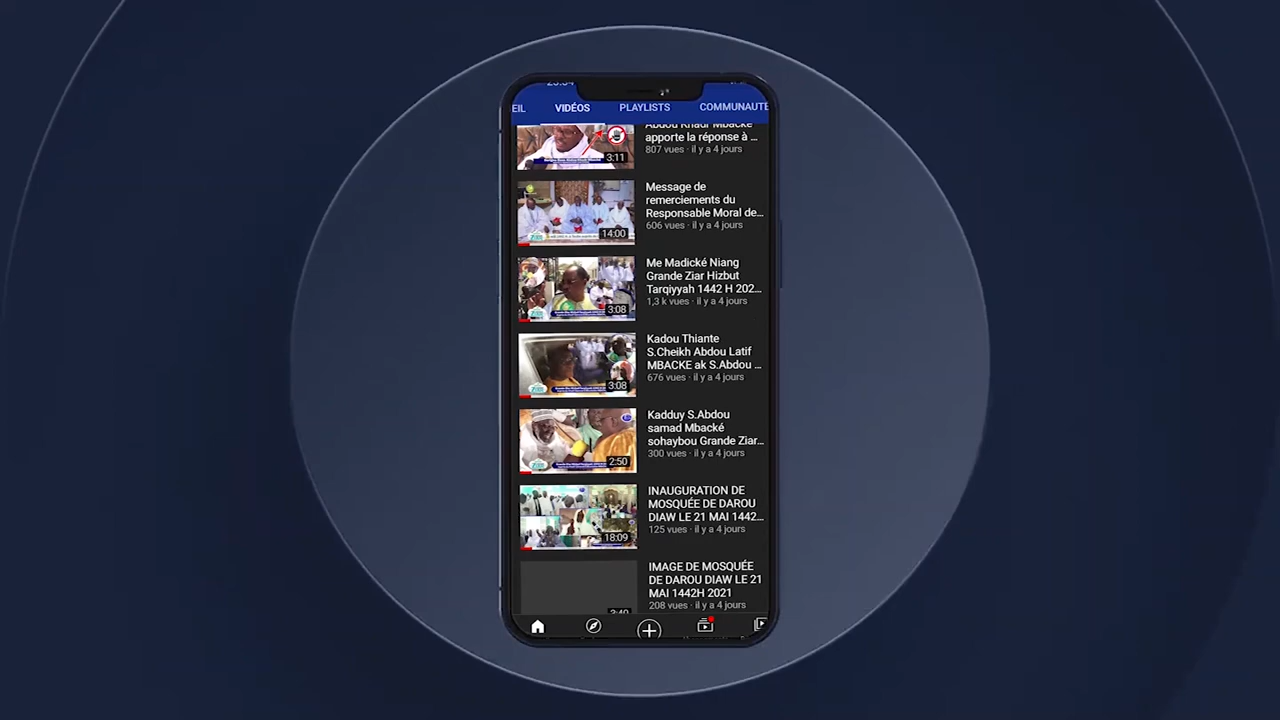 EIL VIDÉOS PLAYLISTS COMMUNAUTÉ
Abdou Khadr Mbacké
apporte la réponse à ...
807 vues · il y a 4 jours
3:11
Message de
remerciements du
Responsable Moral de...
606 vues · il y a 4 jours
14:00
Me Madické Niang
Grande Ziar Hizbut
Tarqiyyah 1442 H 202...
1,3 k vues · il y a 4 jours
3:08
Kadou Thiante
S.Cheikh Abdou Latif
MBACKE ak S.Abdou ...
676 vues · il y a 4 jours
3:08
Kadduy S.Abdou
samad Mbacké
sohaybou Grande Ziar...
300 vues · il y a 4 jours
2:50
INAUGURATION DE
MOSQUÉE DE DAROU
DIAW LE 21 MAI 1442...
125 vues · il y a 4 jours
18:09
IMAGE DE MOSQUÉE
DE DAROU DIAW LE 21
MAI 1442H 2021
208 vues · il y a 4 jours